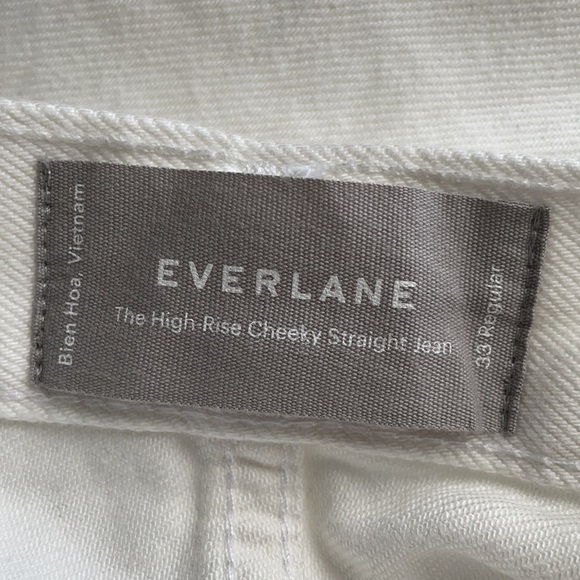 Bien Hoa, Vietnam
EVERLANE
The High-Rise Cheeky Straight Jean
33 Regular